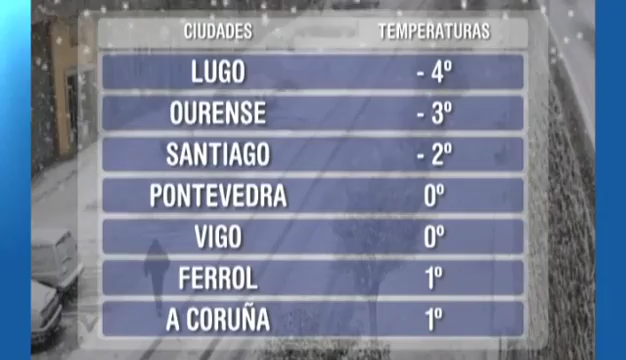 CIUDADES TEMPERATURAS
LUGO - 4º
OURENSE - 3º
SANTIAGO - 2º
PONTEVEDRA 0º
VIGO 0º
FERROL 1º
A CORUÑA 1º